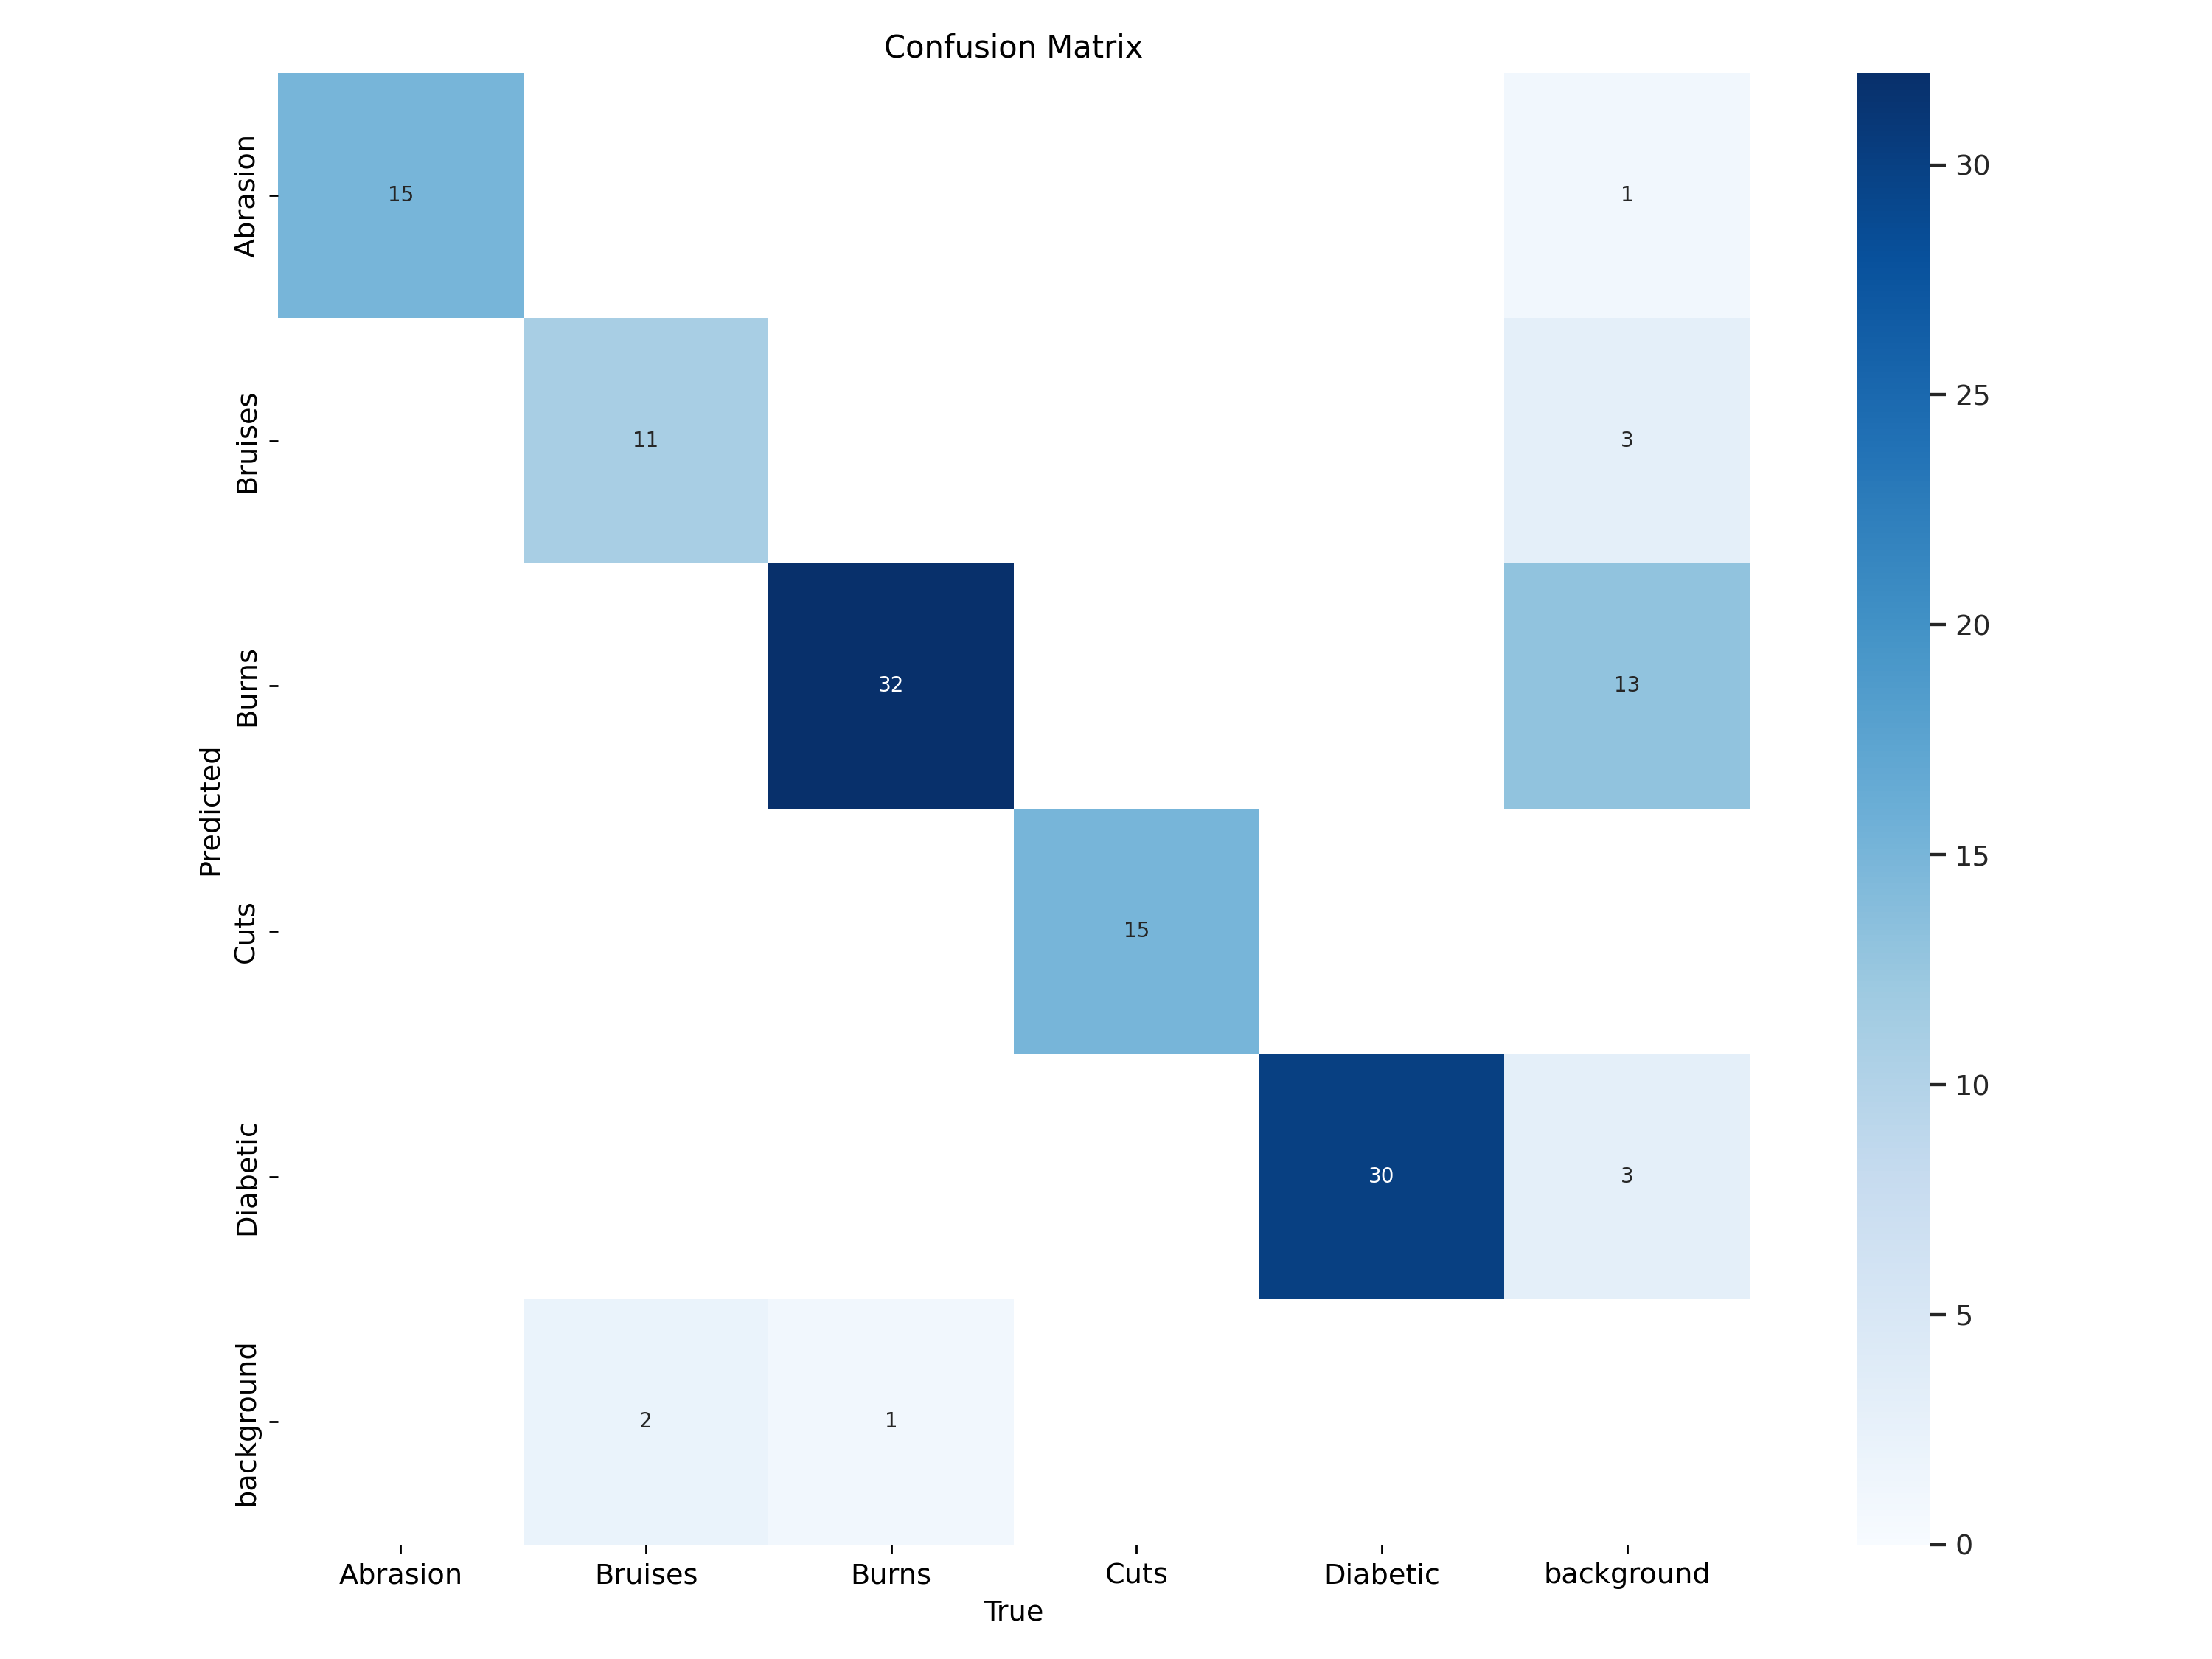 Confusion Matrix
Abrasion
15
1
Bruises
11
3
Burns
32
13
Cuts
15
Diabetic
30
3
background
2
1
Predicted
Abrasion Bruises Burns Cuts Diabetic background
True
30
25
20
15
10
5
0